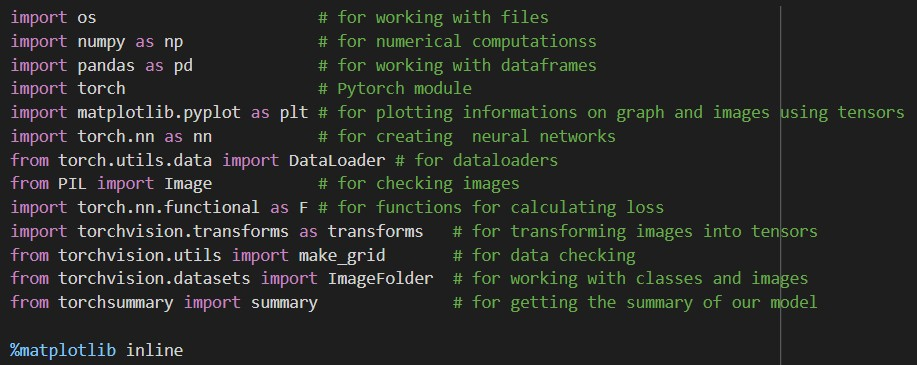 import os # for working with files
import numpy as np # for numerical computationss
import pandas as pd # for working with dataframes
import torch # Pytorch module
import matplotlib.pyplot as plt # for plotting informations on graph and images using tensors
import torch.nn as nn # for creating  neural networks
from torch.utils.data import DataLoader # for dataloaders
from PIL import Image # for checking images
import torch.nn.functional as F # for functions for calculating loss
import torchvision.transforms as transforms # for transforming images into tensors
from torchvision.utils import make_grid # for data checking
from torchvision.datasets import ImageFolder # for working with classes and images
from torchsummary import summary # for getting the summary of our model
%matplotlib inline